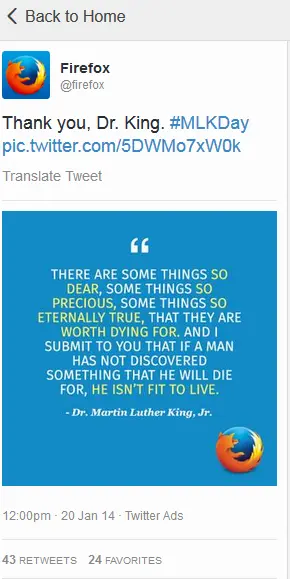 Back to Home
Firefox
@firefox
Thank you, Dr. King. #MLKDay
pic.twitter.com/5DWMo7xW0k
Translate Tweet
“
THERE ARE SOME THINGS SO
DEAR, SOME THINGS SO
PRECIOUS, SOME THINGS SO
ETERNALLY TRUE, THAT THEY ARE
WORTH DYING FOR. AND I
SUBMIT TO YOU THAT IF A MAN
HAS NOT DISCOVERED
SOMETHING THAT HE WILL DIE
FOR, HE ISN'T FIT TO LIVE.
- Dr. Martin Luther King, Jr.
12:00pm · 20 Jan 14 · Twitter Ads
43 RETWEETS 24 FAVORITES